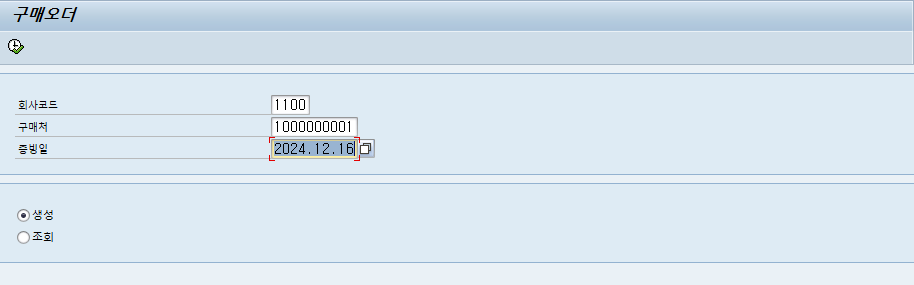 구매오더
회사코드 1100
구매처 1000000001
증빙일 2024.12.16
생성
조회